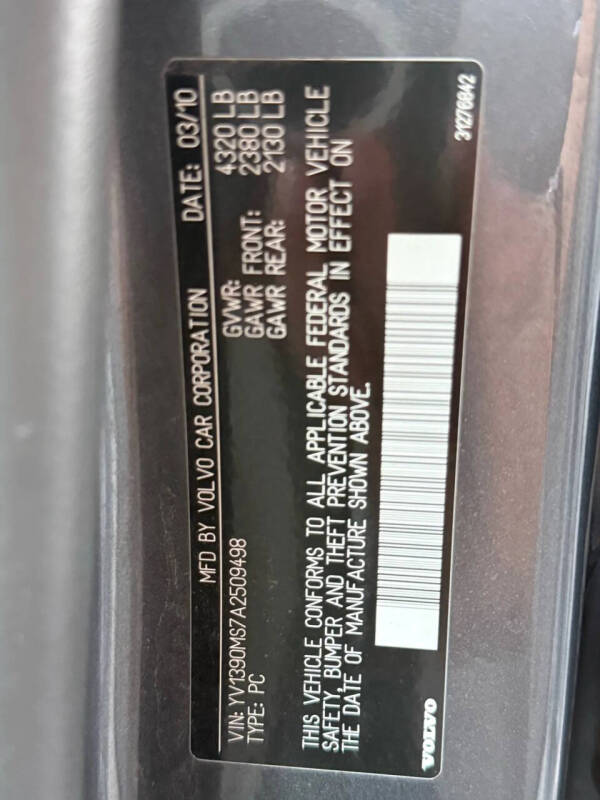 MFD BY VOLVO CAR CORPORATION DATE: 03/10
VIN: YV1390MS7A2509498 GVWR: 4320 LB
TYPE: PC GAWR FRONT: 2380 LB
GAWR REAR: 2130 LB
THIS VEHICLE CONFORMS TO ALL APPLICABLE FEDERAL MOTOR VEHICLE
SAFETY, BUMPER AND THEFT PREVENTION STANDARDS IN EFFECT ON
THE DATE OF MANUFACTURE SHOWN ABOVE.
VOLVO 31276842